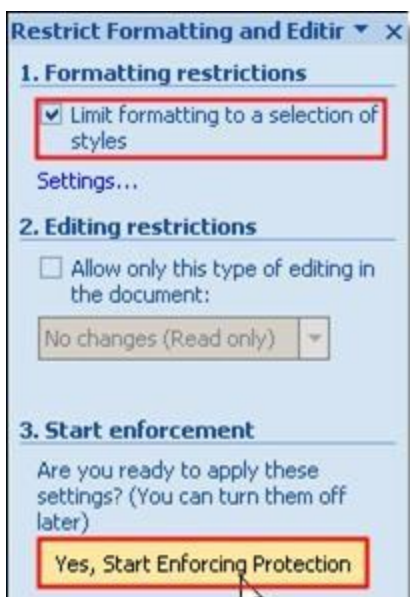 Restrict Formatting and Editir
1. Formatting restrictions
Limit formatting to a selection of
styles
Settings...
2. Editing restrictions
Allow only this type of editing in
the document:
No changes (Read only)
3. Start enforcement
Are you ready to apply these
settings? (You can turn them off
later)
Yes, Start Enforcing Protection